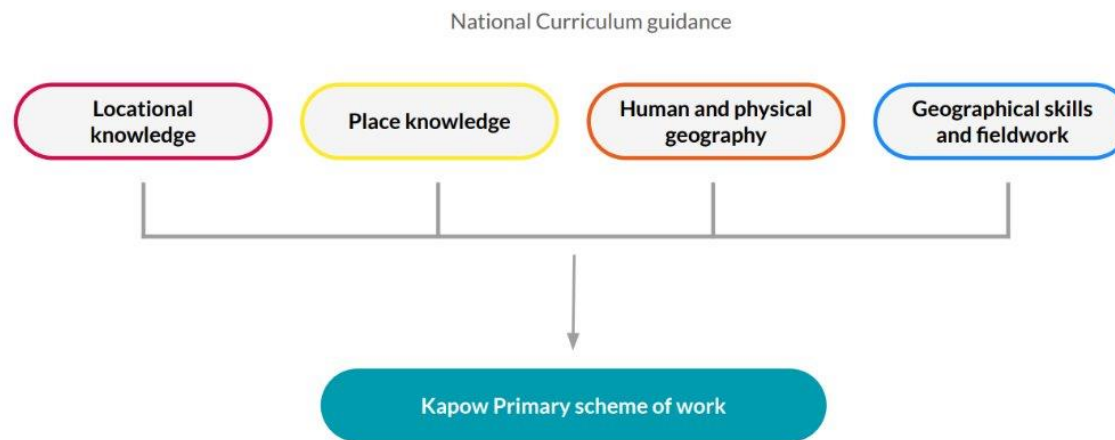 National Curriculum guidance
Locational
knowledge
Place knowledge
Human and physical
geography
Geographical skills
and fieldwork
Kapow Primary scheme of work